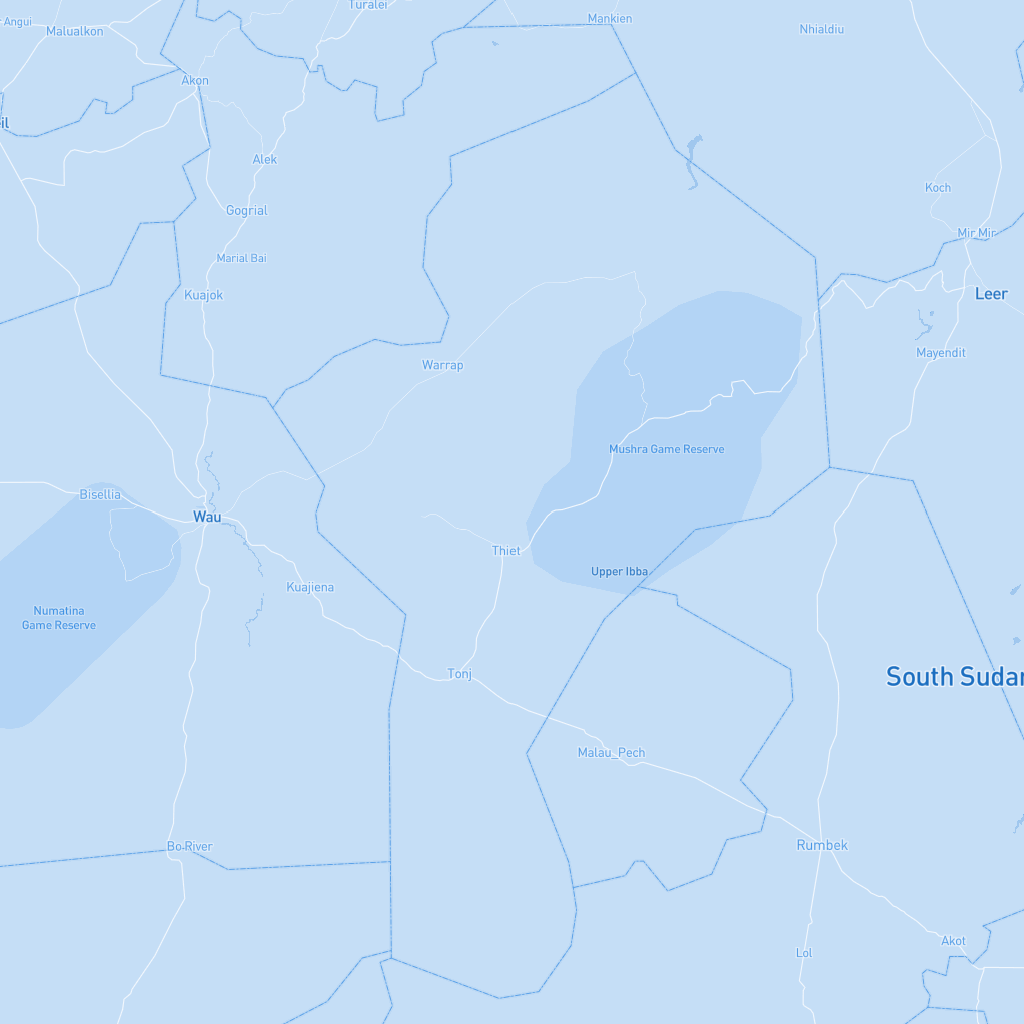 Turalei
Angui
Malualkon
Mankien
Nhialdiu
Akon
Alek
Koch
Gogrial
Mir Mir
Marial Bai
Kuajok
Leer
Mayendit
Warrap
Mushra Game Reserve
Bisellia
Wau
Thiet
Upper Ibba
Kuajiena
Numatina
Game Reserve
Tonj
South Sudan
Malau_Pech
Bo River
Rumbek
Akot
Lol